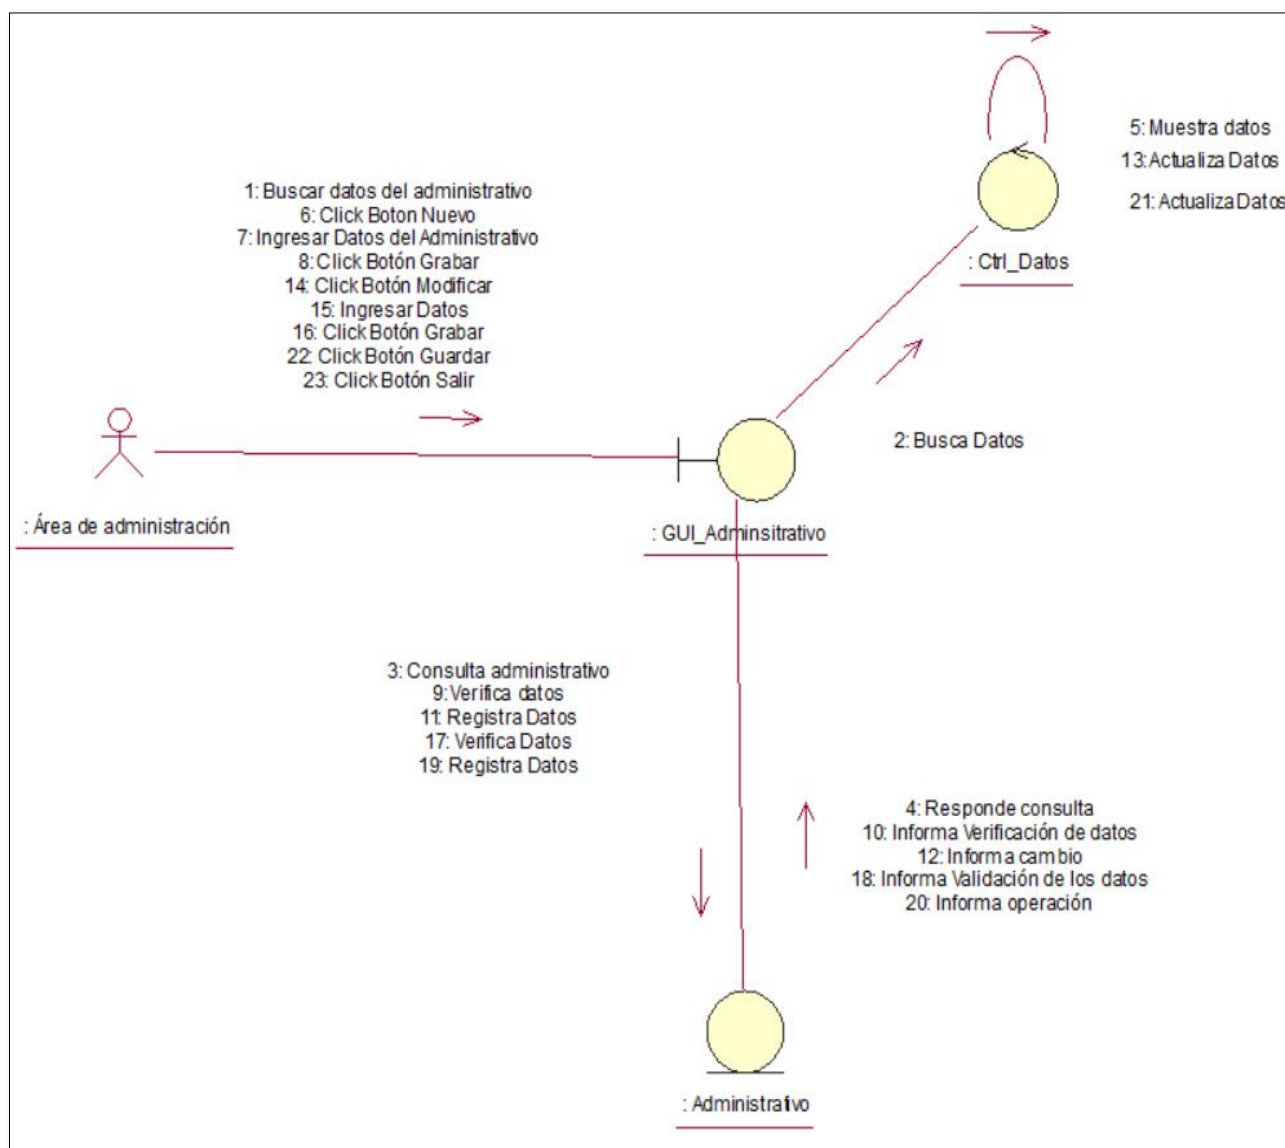 5: Muestra datos
13: Actualiza Datos
21: Actualiza Datos
: Ctrl_Datos
1: Buscar datos del administrativo
6: Click Boton Nuevo
7: Ingresar Datos del Administrativo
8: Click Botón Grabar
14: Click Botón Modificar
15: Ingresar Datos
16: Click Botón Grabar
22: Click Botón Guardar
23: Click Botón Salir
2: Busca Datos
: Área de administración
: GUI_Adminsitrativo
3: Consulta administrativo
9: Verifica datos
11: Registra Datos
17: Verifica Datos
19: Registra Datos
4: Responde consulta
10: Informa Verificación de datos
12: Informa cambio
18: Informa Validación de los datos
20: Informa operación
: Administrativo